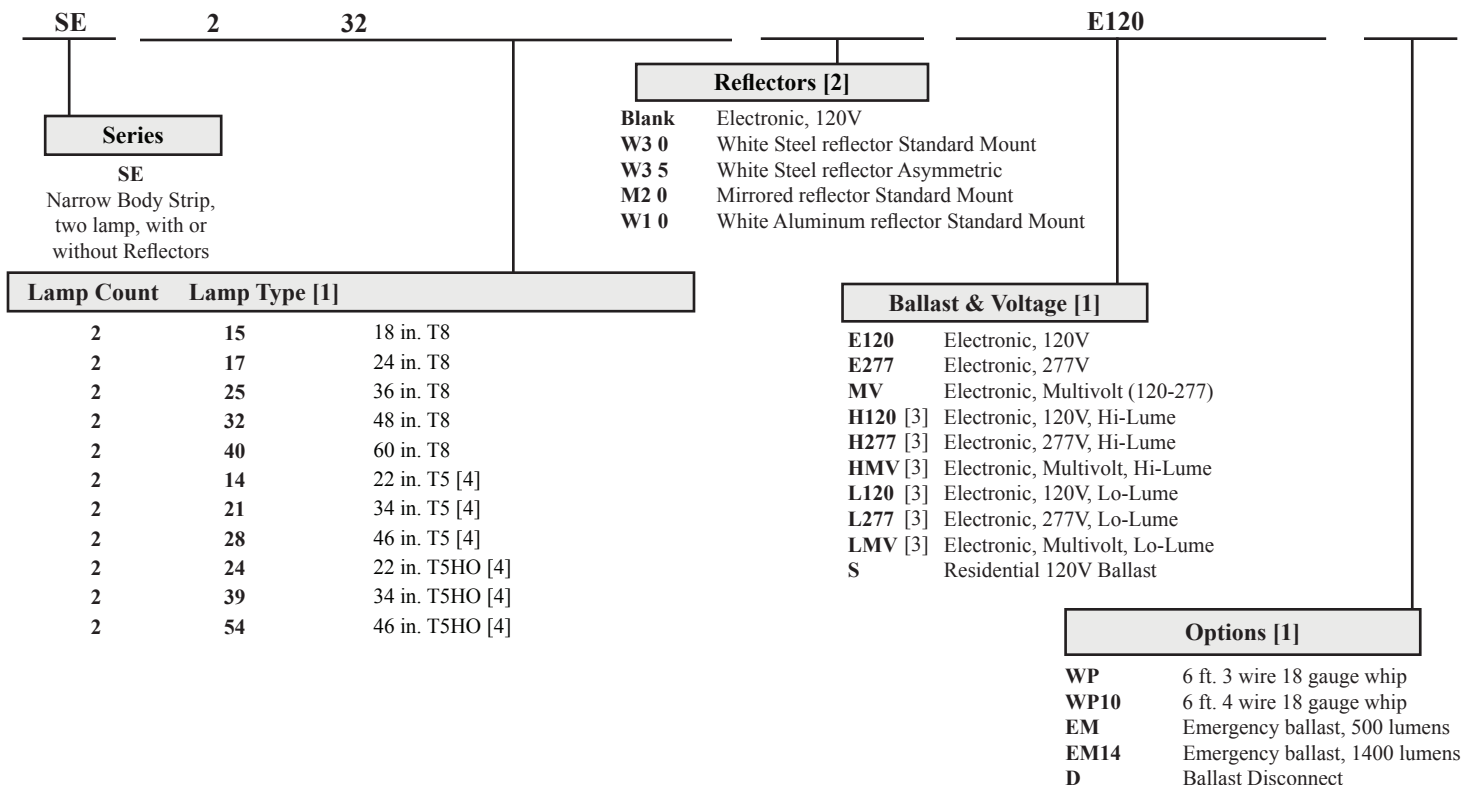 SE 2 32 E120
Series
SE
Narrow Body Strip,
two lamp, with or
without Reflectors
Reflectors [2]
Blank Electronic, 120V
W3 0 White Steel reflector Standard Mount
W3 5 White Steel reflector Asymmetric
M2 0 Mirrored reflector Standard Mount
W1 0 White Aluminum reflector Standard Mount
Lamp Count Lamp Type [1]
2 15 18 in. T8
2 17 24 in. T8
2 25 36 in. T8
2 32 48 in. T8
2 40 60 in. T8
2 14 22 in. T5 [4]
2 21 34 in. T5 [4]
2 28 46 in. T5 [4]
2 24 22 in. T5HO [4]
2 39 34 in. T5HO [4]
2 54 46 in. T5HO [4]
Ballast & Voltage [1]
E120 Electronic, 120V
E277 Electronic, 277V
MV Electronic, Multivolt (120-277)
H120 [3] Electronic, 120V, Hi-Lume
H277 [3] Electronic, 277V, Hi-Lume
HMV [3] Electronic, Multivolt, Hi-Lume
L120 [3] Electronic, 120V, Lo-Lume
L277 [3] Electronic, 277V, Lo-Lume
LMV [3] Electronic, Multivolt, Lo-Lume
S Residential 120V Ballast
Options [1]
WP 6 ft. 3 wire 18 gauge whip
WP10 6 ft. 4 wire 18 gauge whip
EM Emergency ballast, 500 lumens
EM14 Emergency ballast, 1400 lumens
D Ballast Disconnect